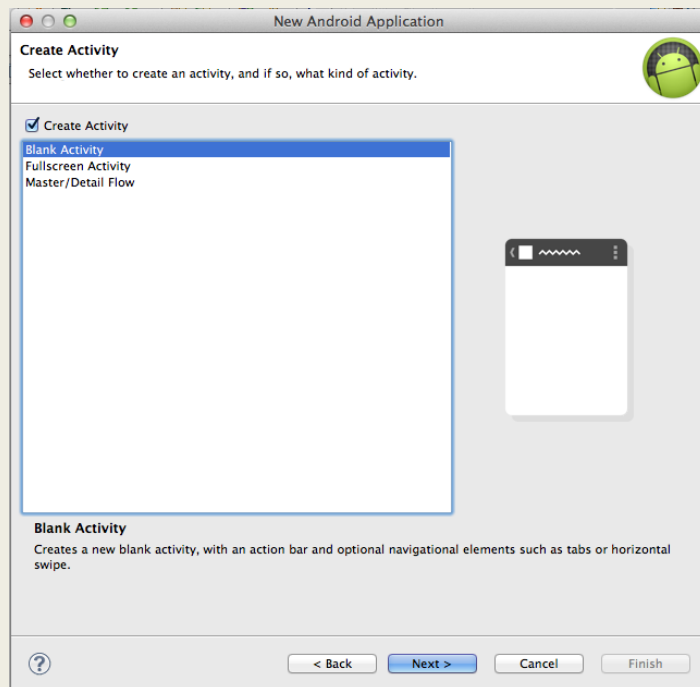 New Android Application
Create Activity
Select whether to create an activity, and if so, what kind of activity.
Create Activity
Blank Activity
Fullscreen Activity
Master/Detail Flow
Blank Activity
Creates a new blank activity, with an action bar and optional navigational elements such as tabs or horizontal
swipe.
?
< Back
Next >
Cancel
Finish